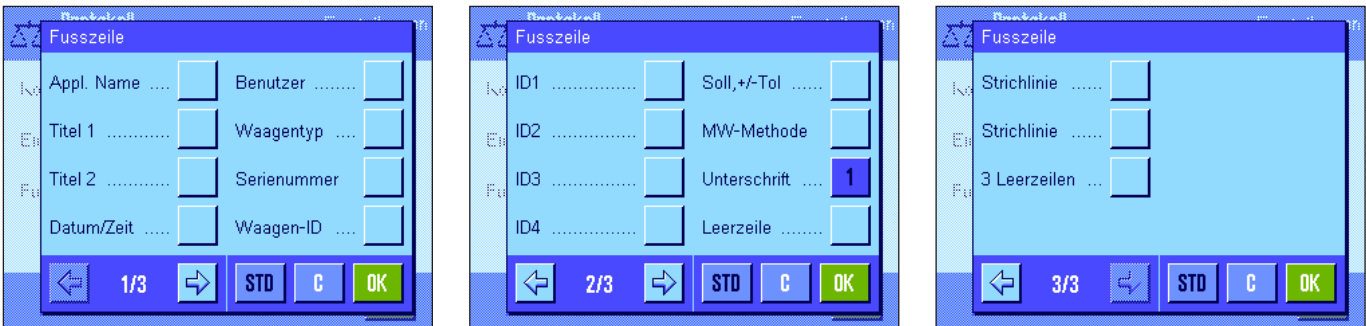 Fusszeile
Appl. Name .... Benutzer ........
Titel 1 ............ Waagentyp ....
Titel 2 ........... Serienummer
Datum/Zeit ..... Waagen-ID ....
1/3 STD C OK
Fusszeile
ID1 ................ Soll,+/-Tol ......
ID2 ................ MW-Methode
ID3 ................ Unterschrift .... 1
ID4 ................ Leerzeile ........
2/3 STD C OK
Fusszeile
Strichlinie ......
Strichlinie ......
3 Leerzeilen ...
3/3 STD C OK